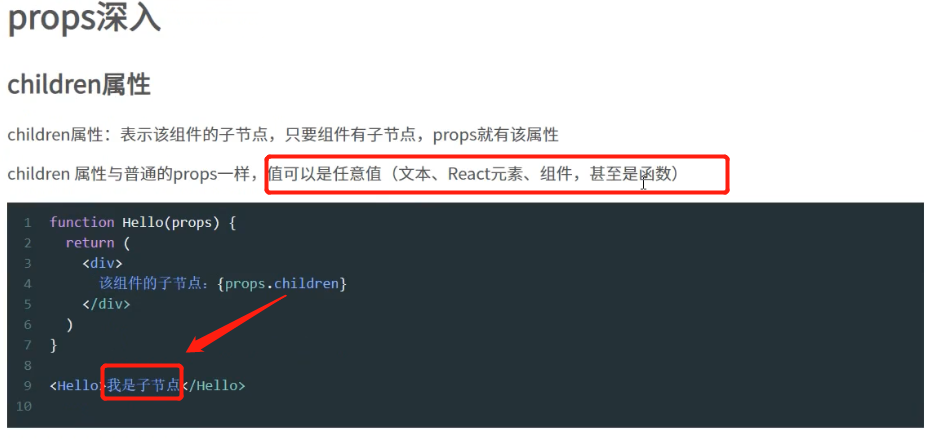 props深入
children属性
children属性：表示该组件的子节点，只要组件有子节点，props就有该属性
children 属性与普通的props一样，值可以是任意值（文本、React元素、组件，甚至是函数）
1 function Hello(props) {
2 return (
3 <div>
4 该组件的子节点：{props.children}
5 </div>
6 )
7 }
8
9 <Hello>我是子节点</Hello>
10